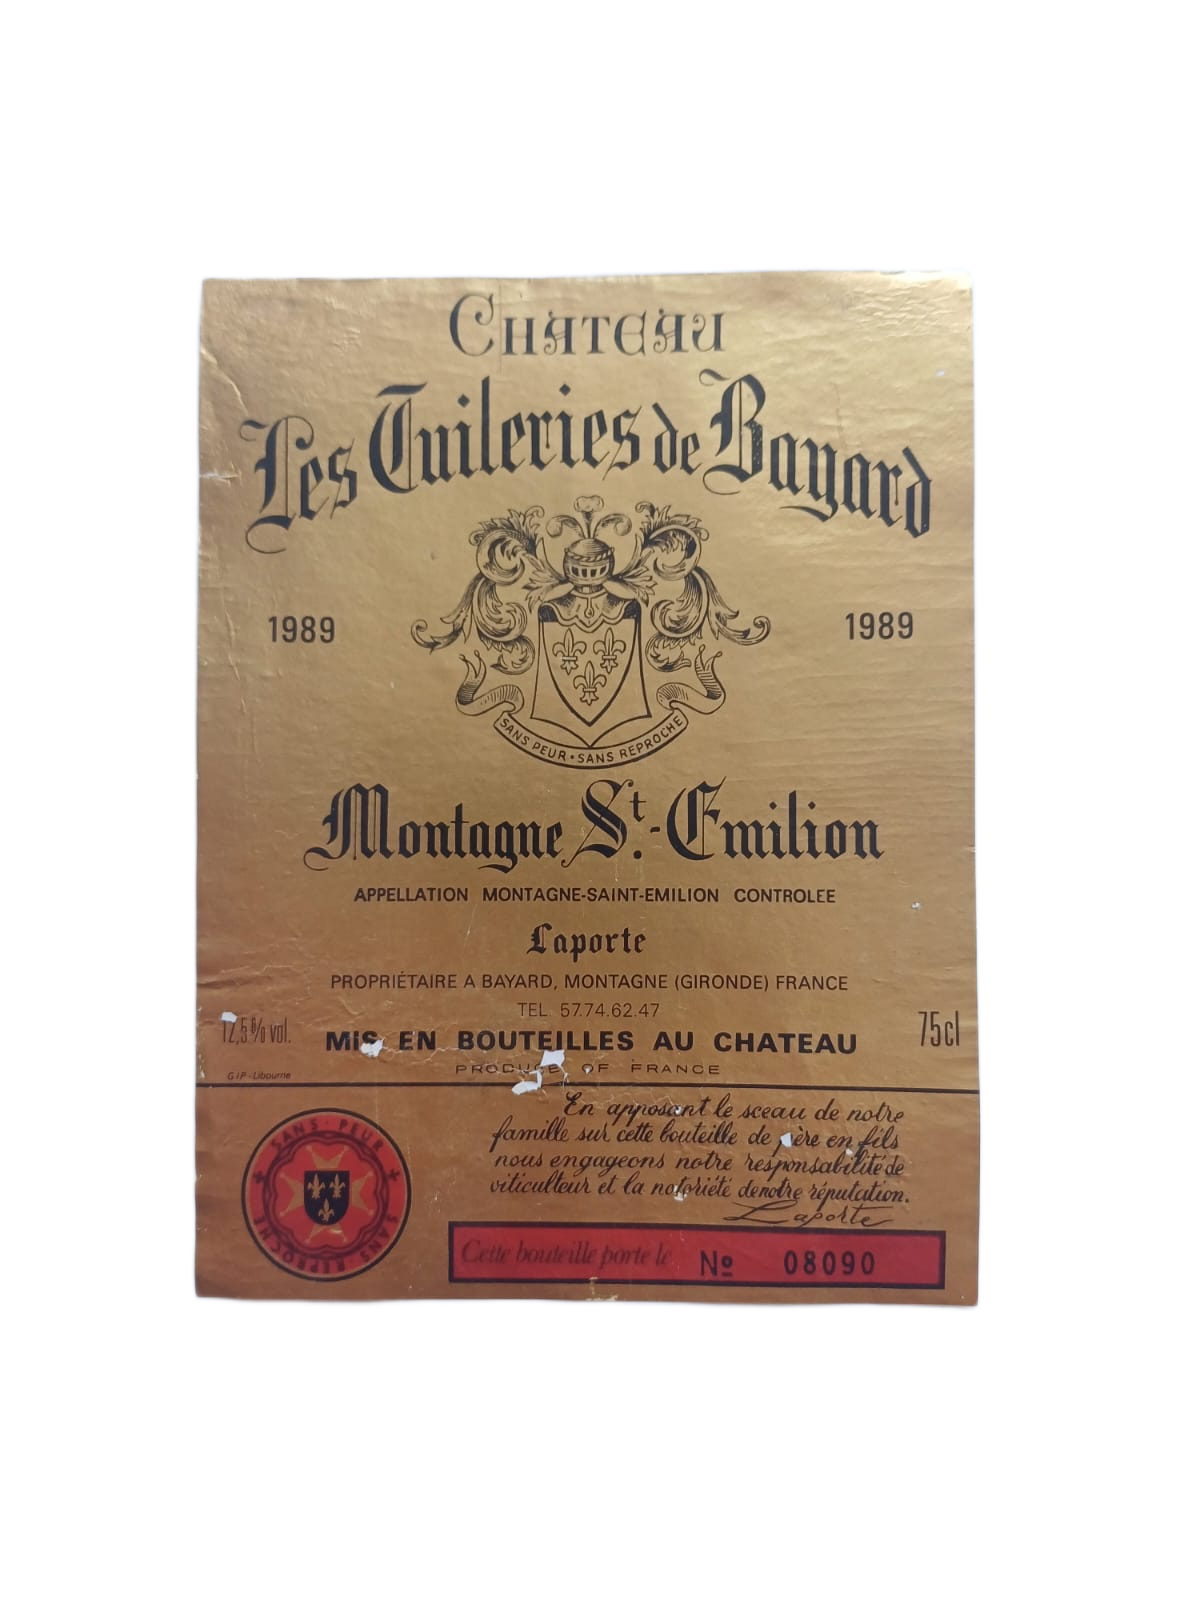 CHATEAU
Les Tuileries de Bayard
1989
1989
SANS PEUR • SANS REPROCHE
Montagne St.-Emilion
APPELLATION MONTAGNE-SAINT-EMILION CONTROLEE
Laporte
PROPRIÉTAIRE A BAYARD, MONTAGNE (GIRONDE) FRANCE
TEL. 57.74.62.47
12,5 % vol.
MIS EN BOUTEILLES AU CHATEAU
75cl
PRODUCE OF FRANCE
GIP - Libourne
En apposant le sceau de notre
famille sur cette bouteille de père en fils
nous engageons notre responsabilité de
viticulteur et la notoriété de notre réputation.
Laporte
SANS - PEUR + SANS REPROCHE +
Cette bouteille porte le Nº 08090